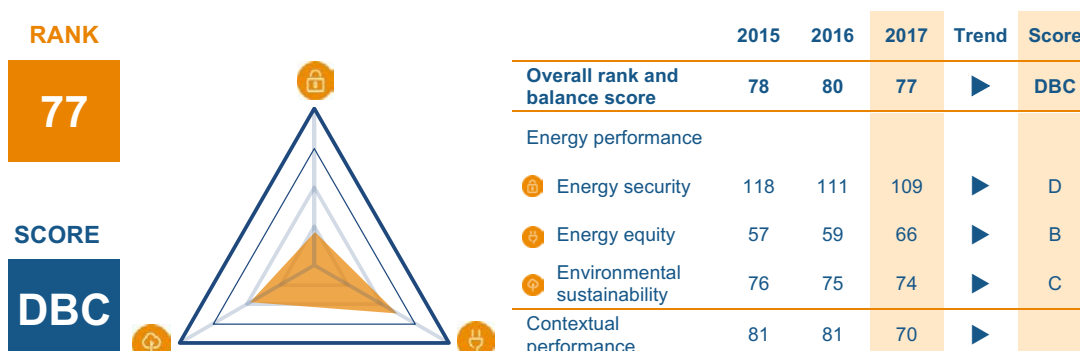 RANK
77
SCORE
DBC
2015 2016 2017 Trend Score
Overall rank and
balance score 78 80 77 DBC
Energy performance
Energy security 118 111 109 D
Energy equity 57 59 66 B
Environmental
sustainability 76 75 74 C
Contextual
performance 81 81 70